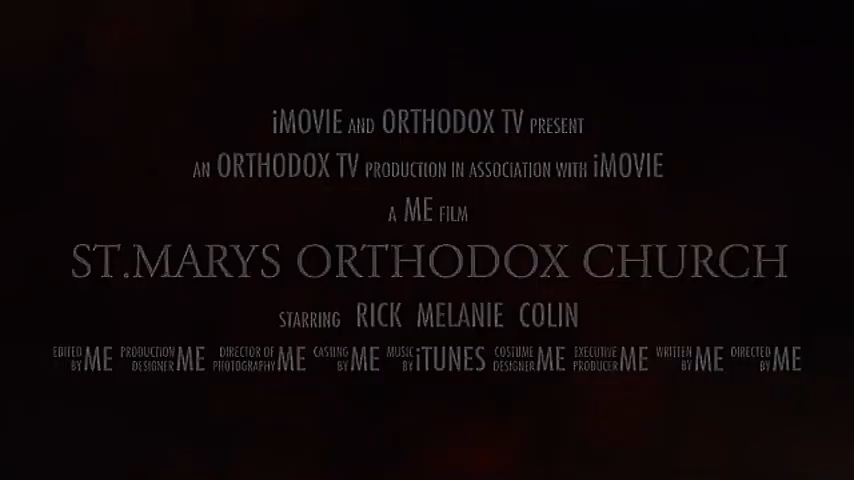 iMOVIE AND ORTHODOX TV PRESENT
AN ORTHODOX TV PRODUCTION IN ASSOCIATION WITH iMOVIE
A ME FILM
ST.MARYS ORTHODOX CHURCH
STARRING RICK MELANIE COLIN
EDITED BY ME PRODUCTION DESIGNER ME DIRECTOR OF PHOTOGRAPHY ME CASTING BY ME MUSIC BY iTUNES COSTUME DESIGNER ME EXECUTIVE PRODUCER ME WRITTEN BY ME DIRECTED BY ME